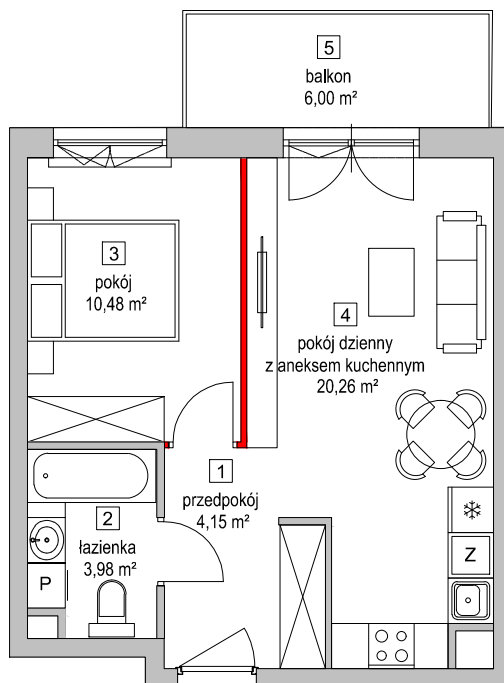 5
balkon
6,00 m²
3
pokój
10,48 m²
4
pokój dzienny
z aneksem kuchennym
20,26 m²
1
przedpokój
4,15 m²
2
łazienka
3,98 m²
P
Z